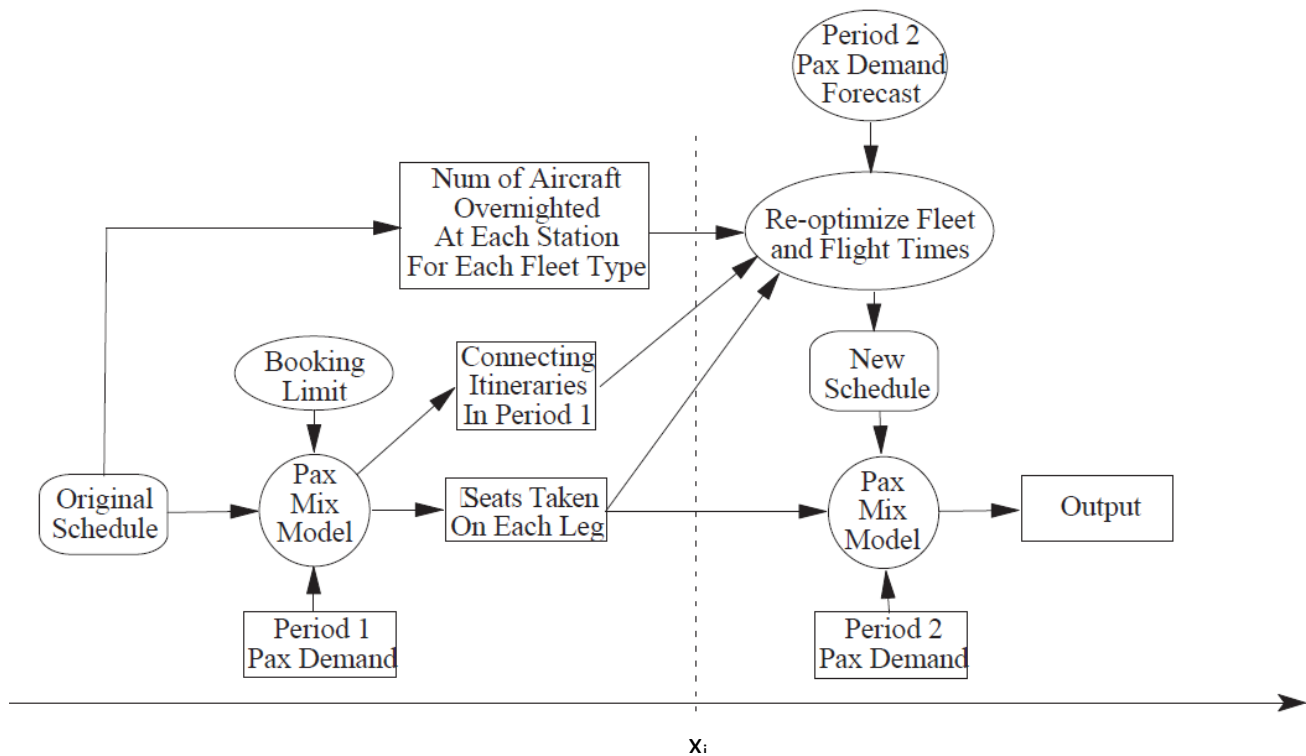 Period 2
Pax Demand
Forecast
Num of Aircraft
Overnighted
At Each Station
For Each Fleet Type
Re-optimize Fleet
and Flight Times
Booking
Limit
Connecting
Itineraries
In Period 1
New
Schedule
Original
Schedule
Pax
Mix
Model
Seats Taken
On Each Leg
Pax
Mix
Model
Output
Period 1
Pax Demand
Period 2
Pax Demand
xi